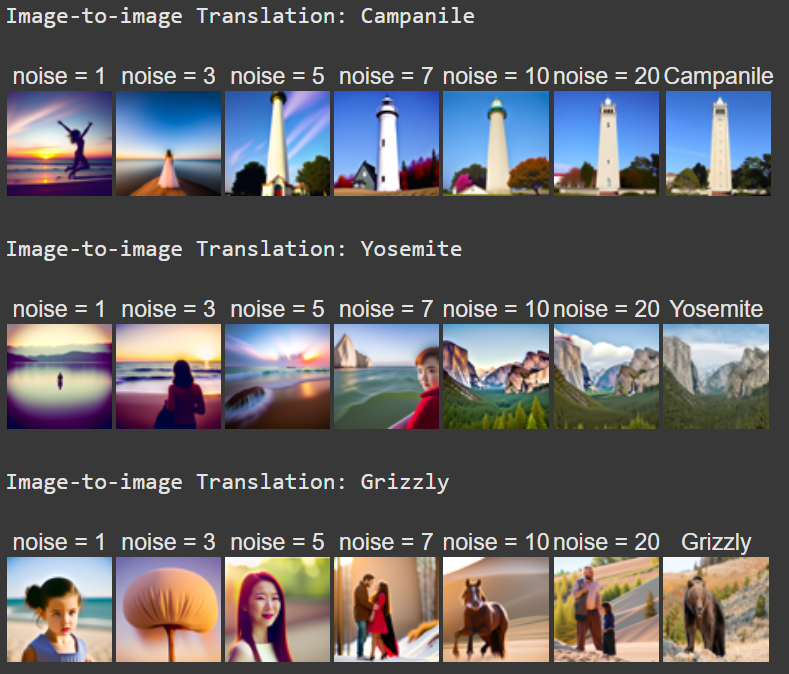 Image-to-image Translation: Campanile
noise = 1 noise = 3 noise = 5 noise = 7 noise = 10 noise = 20 Campanile
Image-to-image Translation: Yosemite
noise = 1 noise = 3 noise = 5 noise = 7 noise = 10 noise = 20 Yosemite
Image-to-image Translation: Grizzly
noise = 1 noise = 3 noise = 5 noise = 7 noise = 10 noise = 20 Grizzly